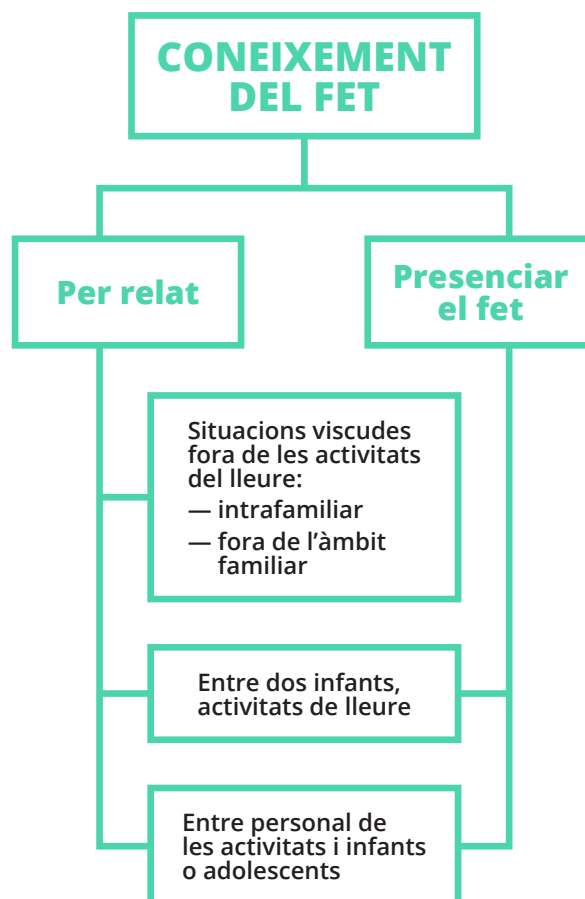 CONEIXEMENT
DEL FET
Per relat
Presenciar
el fet
Situacions viscudes
fora de les activitats
del lleure:
— intrafamiliar
— fora de l’àmbit
familiar
Entre dos infants,
activitats de lleure
Entre personal de
les activitats i infants
o adolescents